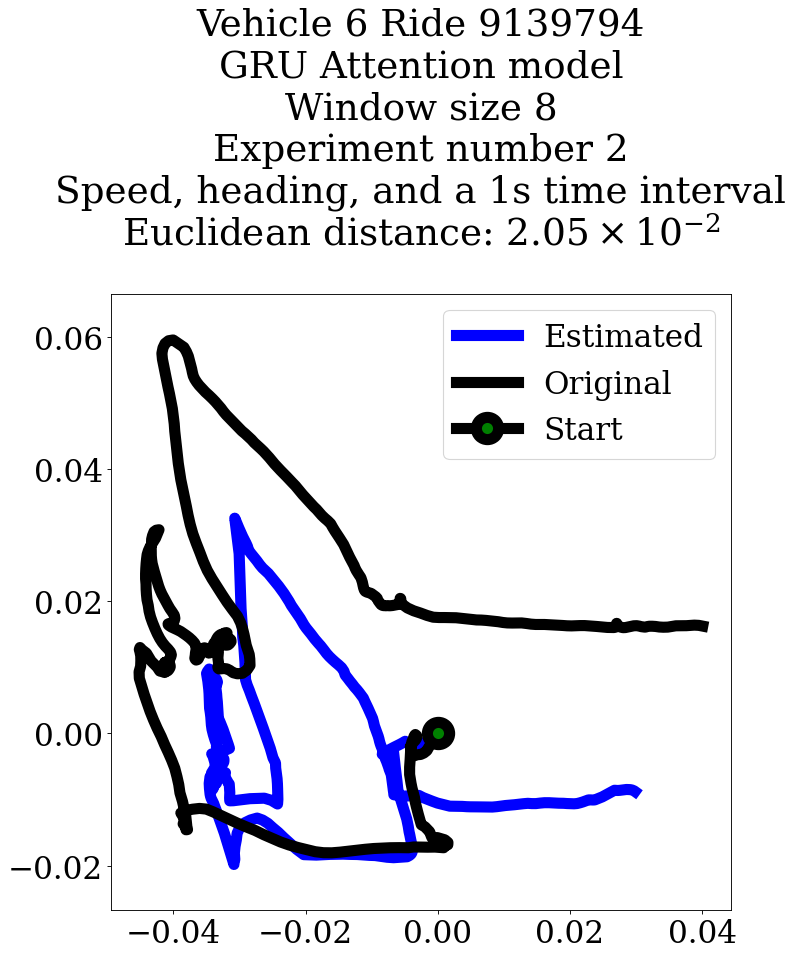 Vehicle 6 Ride 9139794
GRU Attention model
Window size 8
Experiment number 2
Speed, heading, and a 1s time interval
Euclidean distance: 2.05 × 10⁻²
Estimated
Original
Start
0.06
0.04
0.02
0.00
−0.02
−0.04
−0.02
0.00
0.02
0.04